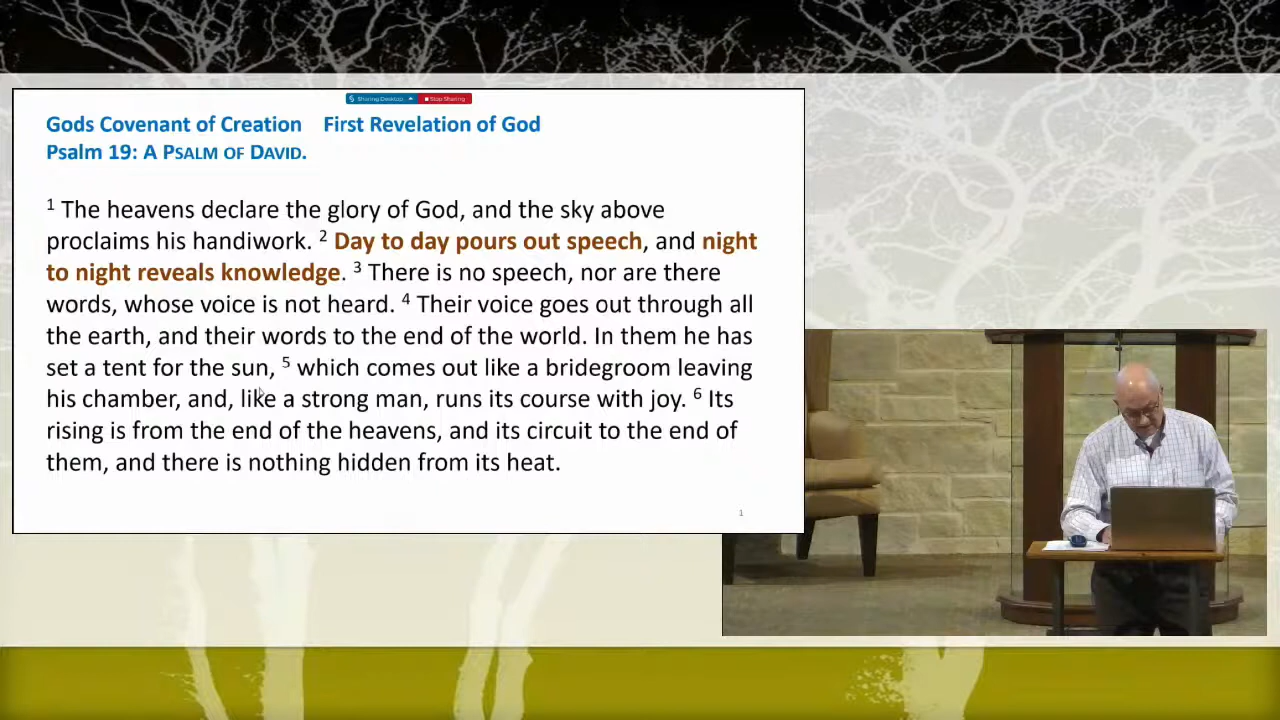 Sharing Desktop Stop Sharing
Gods Covenant of Creation First Revelation of God
Psalm 19: A PSALM OF DAVID.
1 The heavens declare the glory of God, and the sky above
proclaims his handiwork. 2 Day to day pours out speech, and night
to night reveals knowledge. 3 There is no speech, nor are there
words, whose voice is not heard. 4 Their voice goes out through all
the earth, and their words to the end of the world. In them he has
set a tent for the sun, 5 which comes out like a bridegroom leaving
his chamber, and, like a strong man, runs its course with joy. 6 Its
rising is from the end of the heavens, and its circuit to the end of
them, and there is nothing hidden from its heat.
1